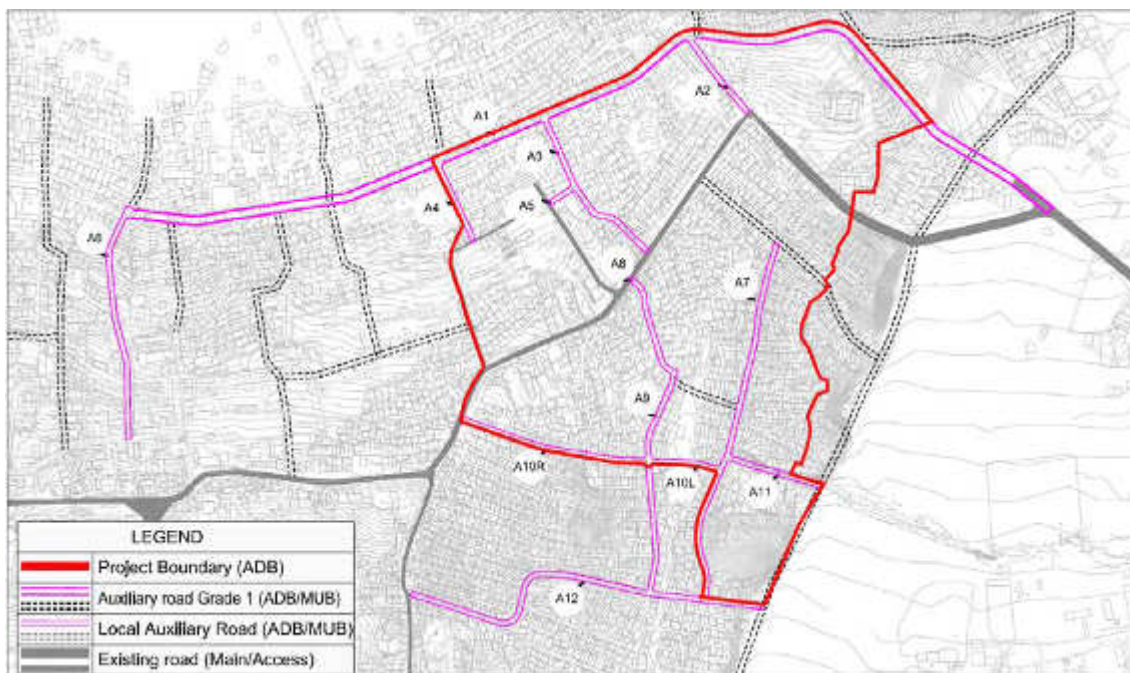 A1
A2
A3
A4
A5
A6
A8
A7
A9
A10R
A10L
A11
A12
LEGEND
Project Boundary (ADB)
Auxiliary road Grade 1 (ADB/MUB)
Local Auxiliary Road (ADB/MUB)
Existing road (Main/Access)